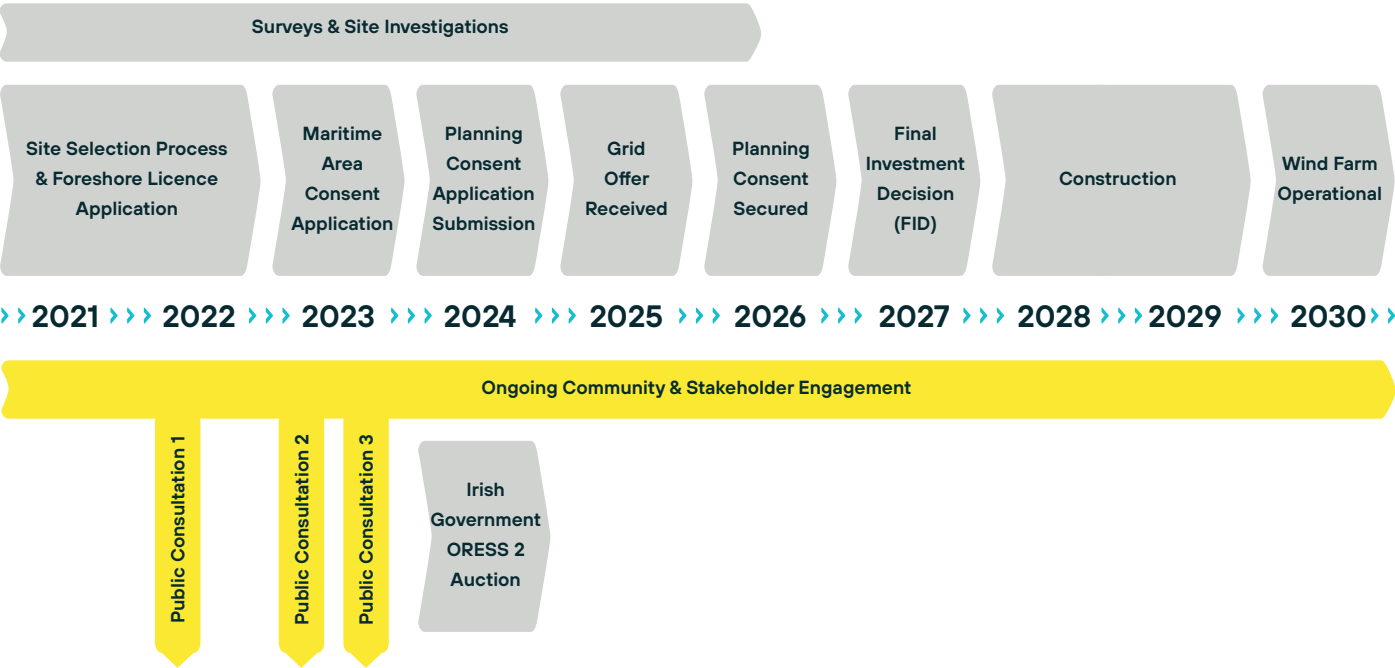 Surveys & Site Investigations
Site Selection Process
& Foreshore Licence
Application
Maritime
Area
Consent
Application
Planning
Consent
Application
Submission
Grid
Offer
Received
Planning
Consent
Secured
Final
Investment
Decision
(FID)
Construction
Wind Farm
Operational
2021 2022 2023 2024 2025 2026 2027 2028 2029 2030
Ongoing Community & Stakeholder Engagement
Public Consultation 1
Public Consultation 2
Public Consultation 3
Irish
Government
ORESS 2
Auction